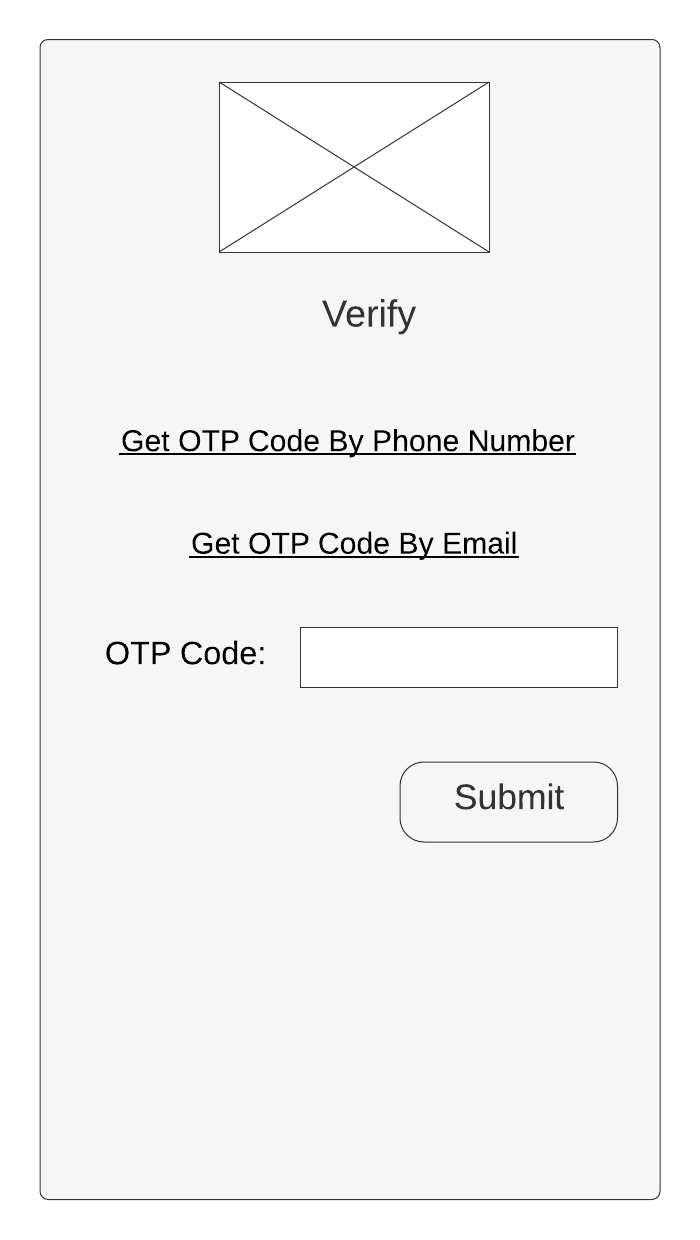 Verify
Get OTP Code By Phone Number
Get OTP Code By Email
OTP Code:
Submit